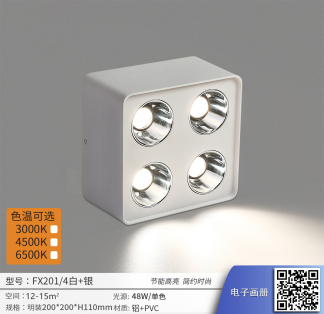 色温可选
3000K
4500K
6500K
型号：FX201/4白+银
节能高亮 简约时尚
空间：12-15m²
光源：48W/单色
规格：明装200*200*H110mm
材质：铝+PVC
电子画册